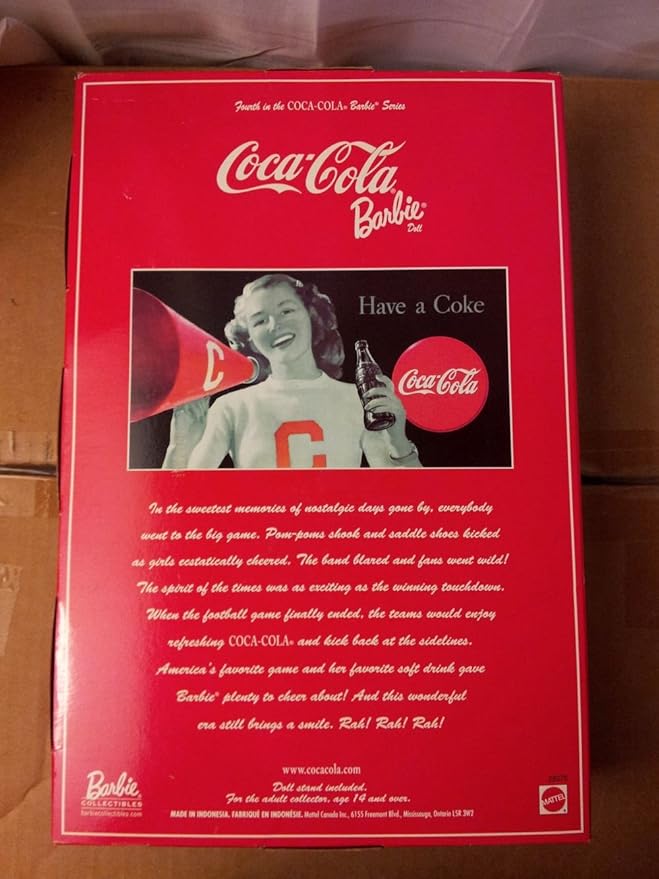 Fourth in the COCA-COLA® Barbie® Series
Coca-Cola®
Barbie®
Doll
Have a Coke
C
Coca-Cola
C
In the sweetest memories of nostalgic days gone by, everybody
went to the big game. Pom-poms shook and saddle shoes kicked
as girls ecstatically cheered. The band blared and fans went wild!
The spirit of the times was as exciting as the winning touchdown.
When the football game finally ended, the teams would enjoy
refreshing COCA-COLA® and kick back at the sidelines.
America's favorite game and her favorite soft drink gave
Barbie® plenty to cheer about! And this wonderful
era still brings a smile. Rah! Rah! Rah!
www.cocacola.com
Doll stand included.
For the adult collector, age 14 and over.
Barbie
COLLECTIBLES
barbiecollectibles.com
MADE IN INDONESIA. FABRIQUÉ EN INDONÉSIE. Mattel Canada Inc., 6155 Freemont Blvd., Mississauga, Ontario L5R 3W2
MATTEL